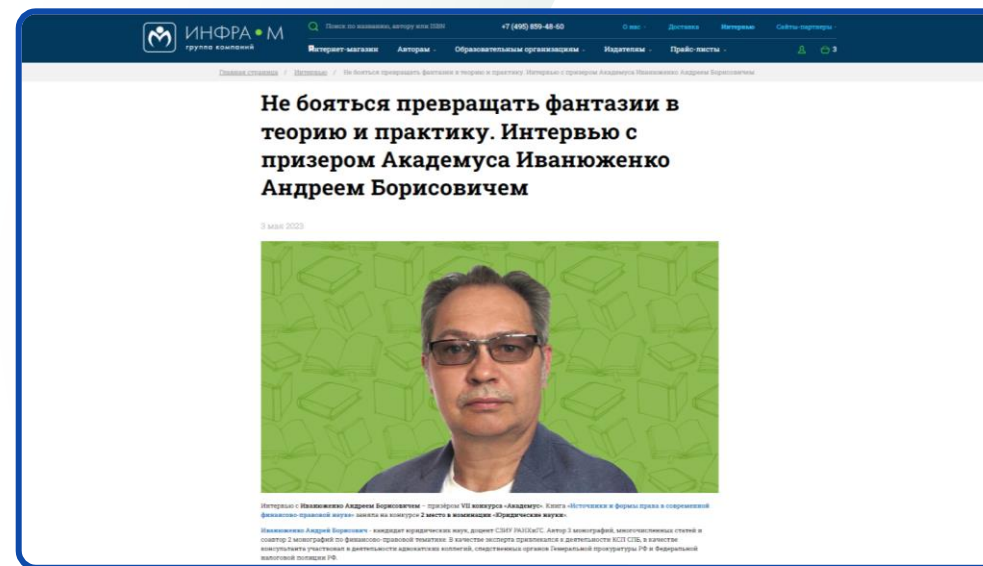 ИНФРА•М
группа компаний
Поиск по названию, автору или ISBN
+7 (495) 859-48-60
О нас
Доставка
Интервью
Сайты-партнеры
Интернет-магазин
Авторам
Образовательным организациям
Издателям
Прайс-листы
3
Главная страница / Интервью / Не бояться превращать фантазии в теорию и практику. Интервью с призером Академуса Иванюженко Андреем Борисовичем
Не бояться превращать фантазии в
теорию и практику. Интервью с
призером Академуса Иванюженко
Андреем Борисовичем
3 мая 2023
Интервью с Иванюженко Андреем Борисовичем – призёром VII конкурса «Академус». Книга «Источники и формы права в современной
финансово-правовой науке» заняла на конкурсе 2 место в номинации «Юридические науки».
Иванюженко Андрей Борисович - кандидат юридических наук, доцент СЗИУ РАНХиГС. Автор 3 монографий, многочисленных статей и
соавтор 2 монографий по финансово-правовой тематике. В качестве эксперта привлекался к деятельности КСП СПБ, в качестве
консультанта участвовал в деятельности адвокатских коллегий, следственных органов Генеральной прокуратуры РФ и Федеральной
налоговой полиции РФ.